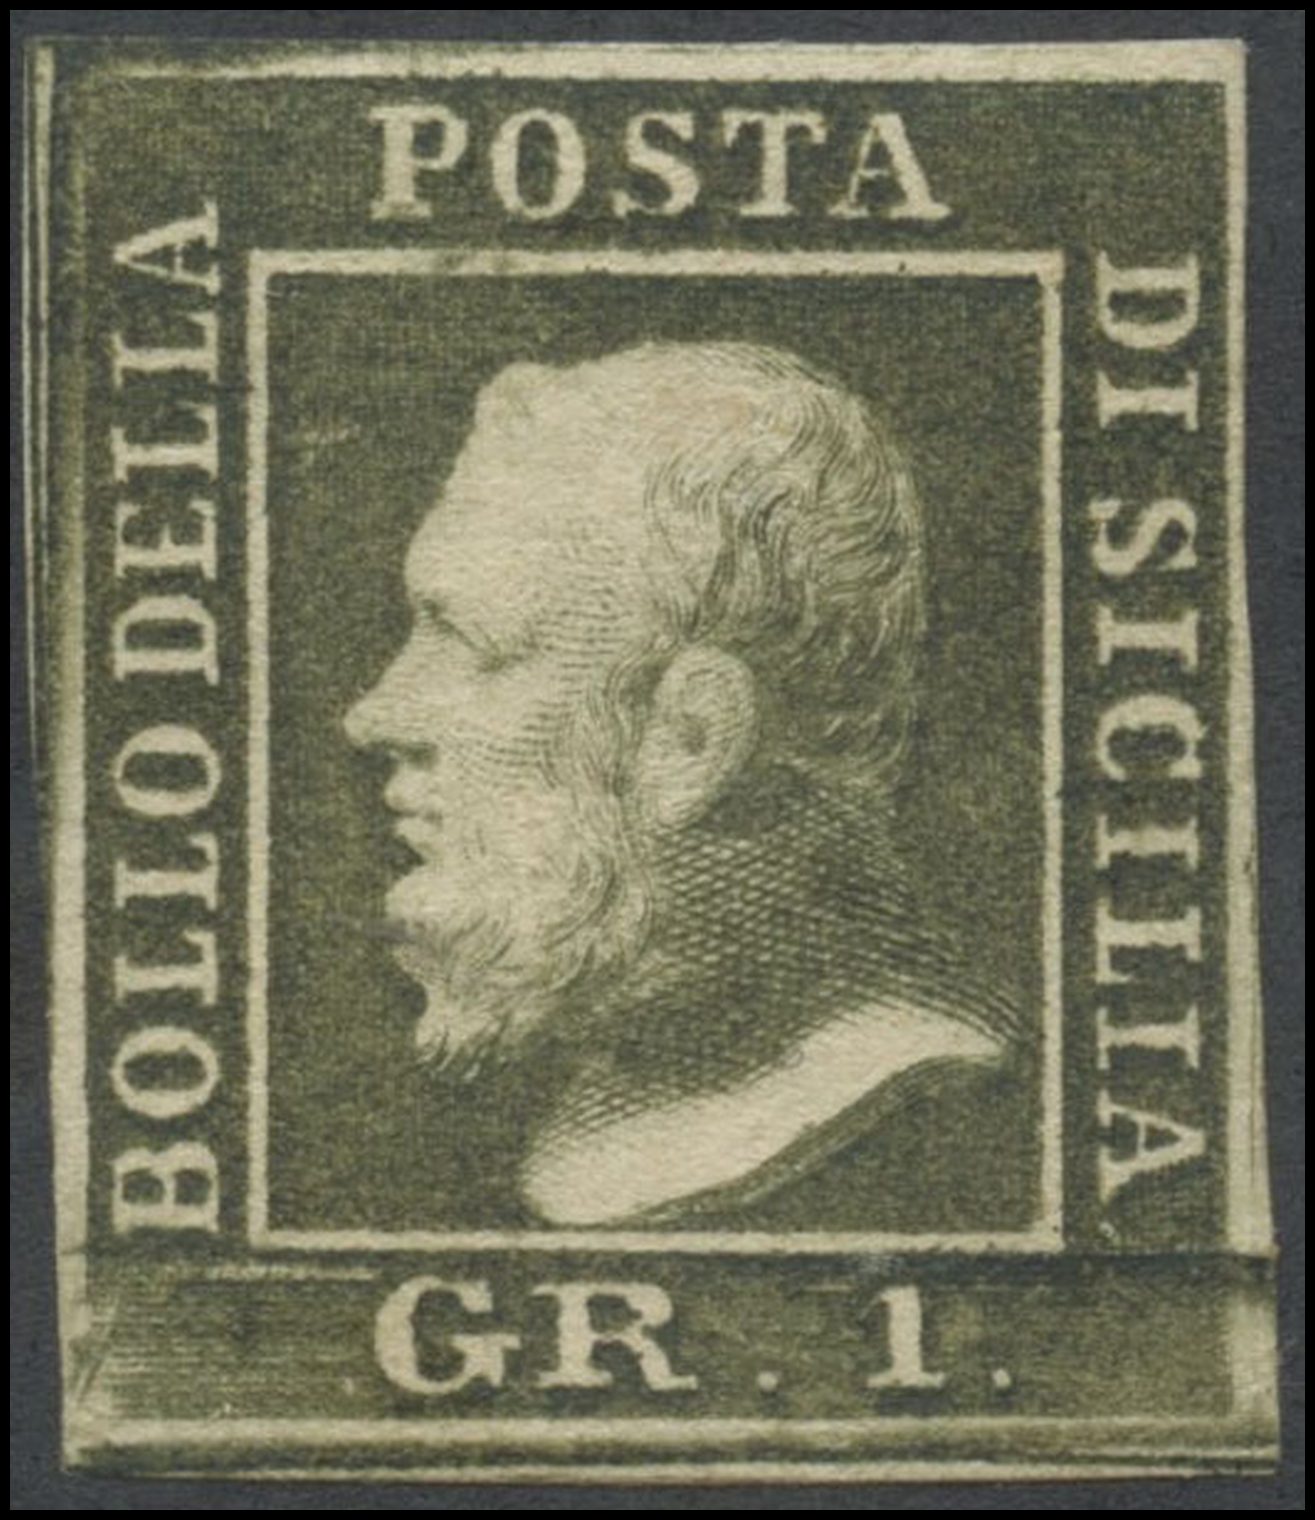 BOLLO DELLA
POSTA
DI SICILIA
GR. 1.